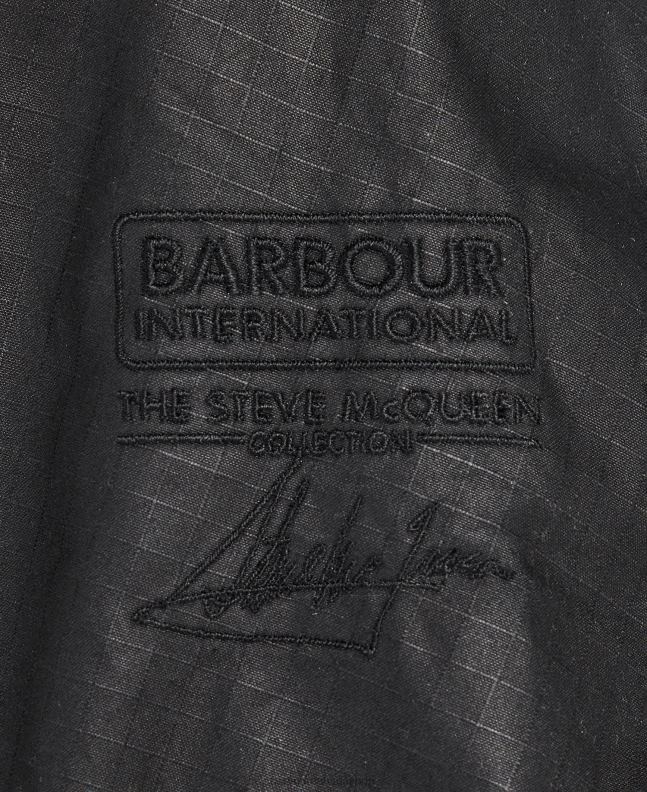 BARBOUR
INTERNATIONAL
THE STEVE McQUEEN
COLLECTION